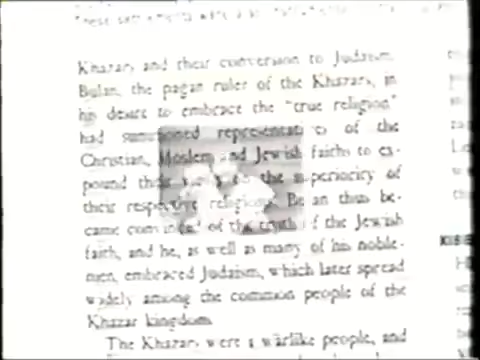 Khazars and their conversion to Judaism.
Bulan, the pagan ruler of the Khazars, in
his desire to embrace the "true religion"
had summoned representatives of the
Christian, Moslem and Jewish faiths to ex-
pound their views on the superiority of
their respective religions. Bulan thus be-
came convinced of the truth of the Jewish
faith, and he, as well as many of his noble-
men, embraced Judaism, which later spread
widely among the common people of the
Khazar kingdom.
The Khazars were a warlike people, and